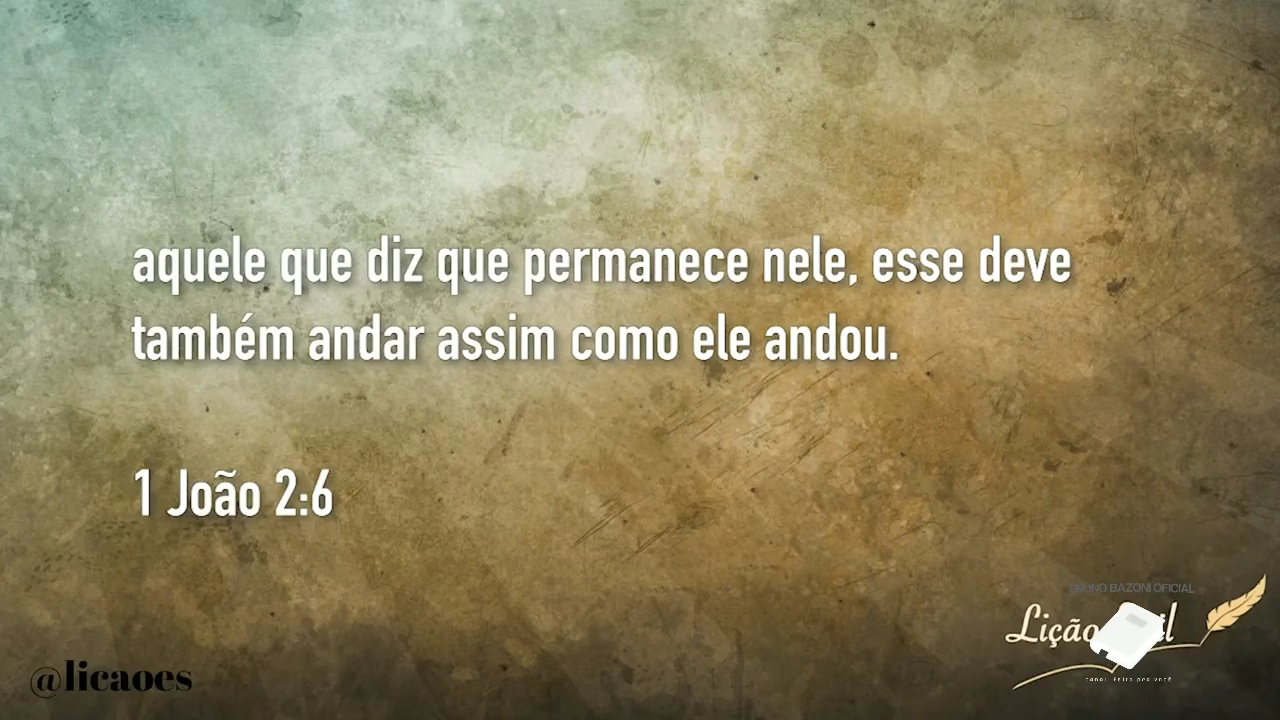 aquele que diz que permanece nele, esse deve
também andar assim como ele andou.
1 João 2:6
BRUNO BAZONI OFICIAL
Lição
@licaoes